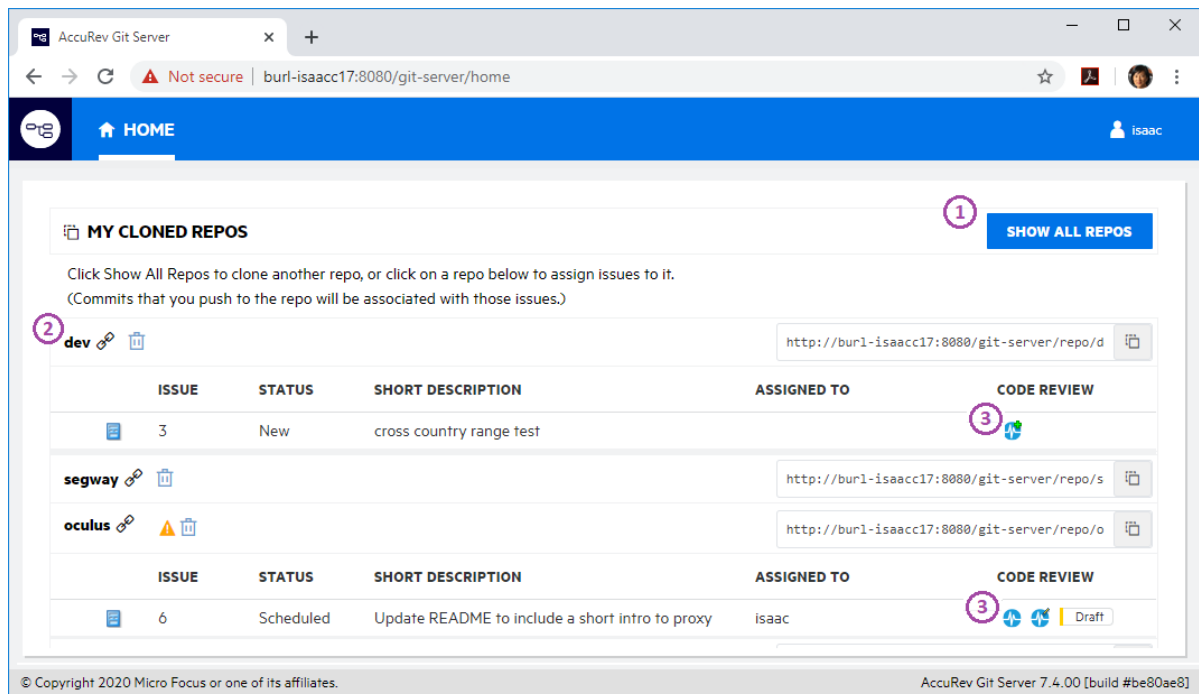 AccuRev Git Server
Not secure | burl-isaacc17:8080/git-server/home
HOME
isaac
MY CLONED REPOS
1
SHOW ALL REPOS
Click Show All Repos to clone another repo, or click on a repo below to assign issues to it.
(Commits that you push to the repo will be associated with those issues.)
2
dev
http://burl-isaacc17:8080/git-server/repo/d
ISSUE STATUS SHORT DESCRIPTION ASSIGNED TO CODE REVIEW
3 New cross country range test 3
segway
http://burl-isaacc17:8080/git-server/repo/s
oculus
http://burl-isaacc17:8080/git-server/repo/o
ISSUE STATUS SHORT DESCRIPTION ASSIGNED TO CODE REVIEW
6 Scheduled Update README to include a short intro to proxy isaac 3 Draft
© Copyright 2020 Micro Focus or one of its affiliates. AccuRev Git Server 7.4.00 [build #be80ae8]